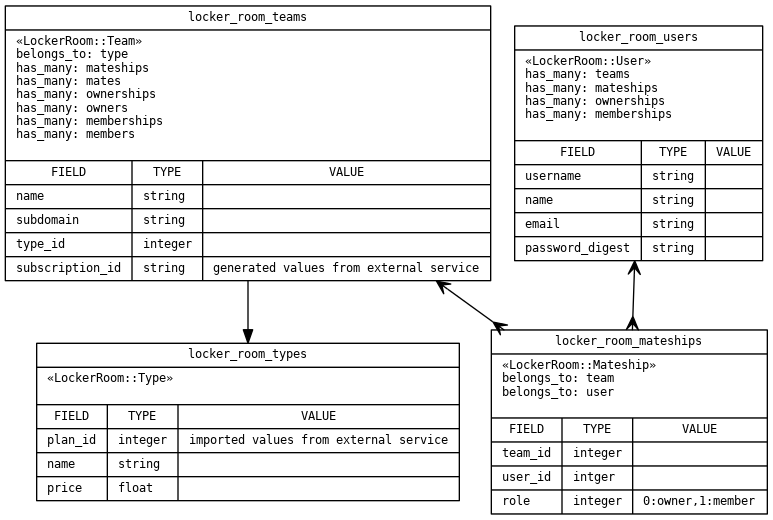 locker_room_teams
«LockerRoom::Team»
belongs_to: type
has_many: mateships
has_many: mates
has_many: ownerships
has_many: owners
has_many: memberships
has_many: members
FIELD TYPE VALUE
name string
subdomain string
type_id integer
subscription_id string generated values from external service
locker_room_users
«LockerRoom::User»
has_many: teams
has_many: mateships
has_many: ownerships
has_many: memberships
FIELD TYPE VALUE
username string
name string
email string
password_digest string
locker_room_types
«LockerRoom::Type»
FIELD TYPE VALUE
plan_id integer imported values from external service
name string
price float
locker_room_mateships
«LockerRoom::Mateship»
belongs_to: team
belongs_to: user
FIELD TYPE VALUE
team_id integer
user_id intger
role integer 0:owner,1:member